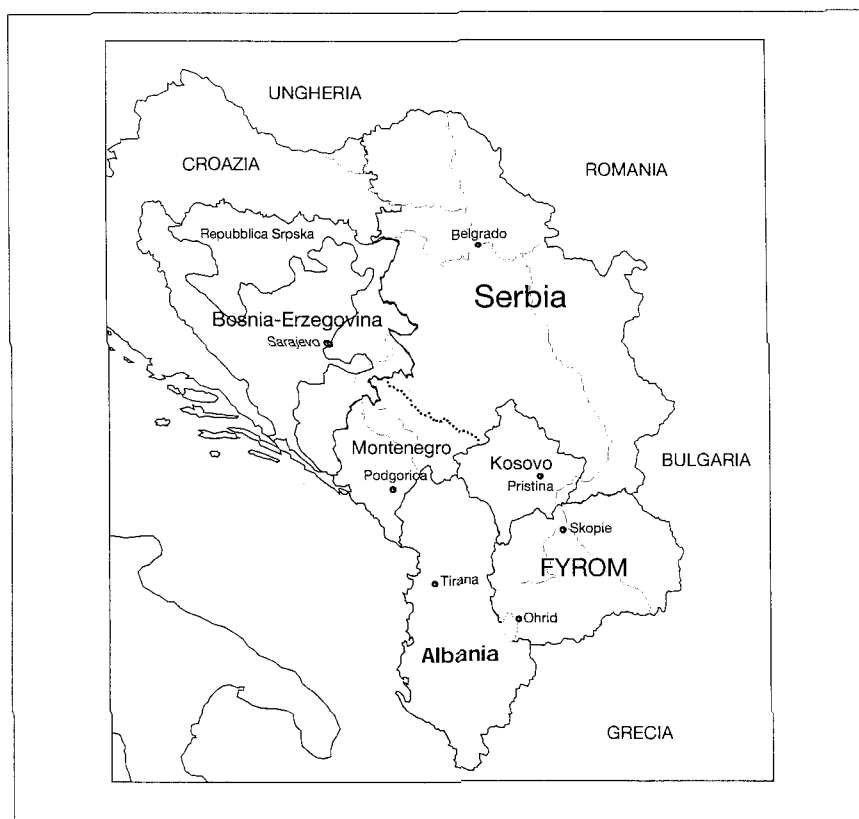 UNGHERIA
CROAZIA
ROMANIA
Repubblica Srpska
Belgrado
Serbia
Bosnia-Erzegovina
Sarajevo
Montenegro
Kosovo
BULGARIA
Podgorica
Pristina
Skopie
FYROM
Tirana
Ohrid
Albania
GRECIA